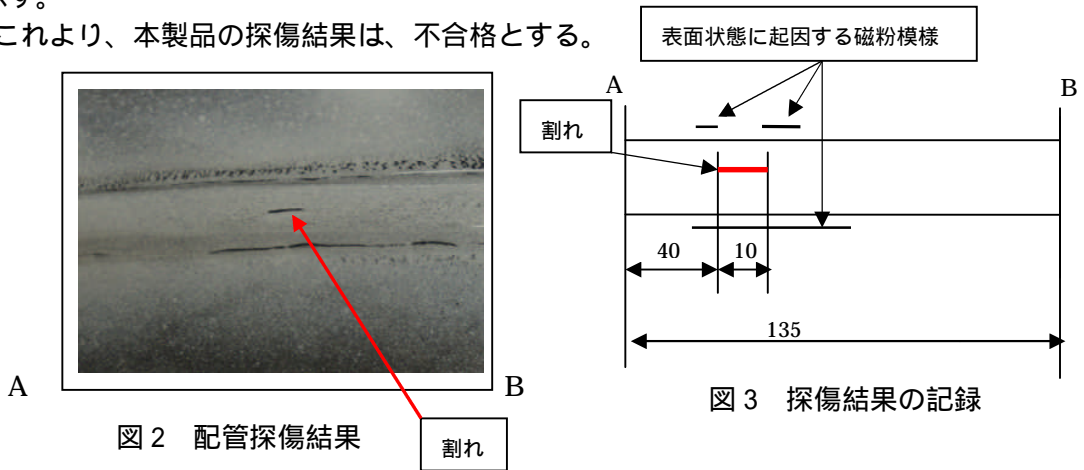 これより、本製品の探傷結果は、不合格とする。
表面状態に起因する磁粉模様
A
B
割れ
40
10
135
A
B
図2 配管探傷結果
割れ
図3 探傷結果の記録